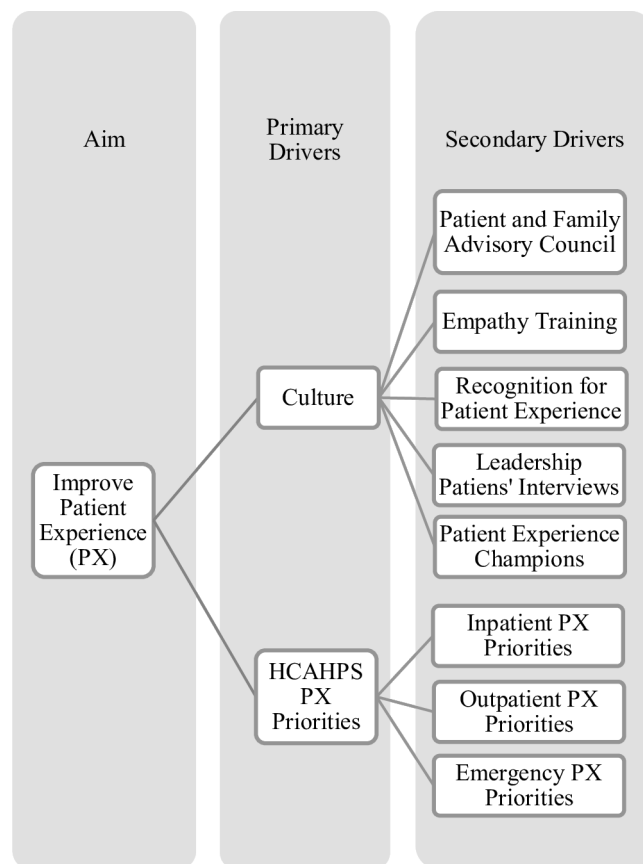 Aim
Primary
Drivers
Secondary Drivers
Patient and Family
Advisory Council
Empathy Training
Recognition for
Patient Experience
Leadership
Patiens' Interviews
Patient Experience
Champions
Culture
Improve
Patient
Experience
(PX)
HCAHPS
PX
Priorities
Inpatient PX
Priorities
Outpatient PX
Priorities
Emergency PX
Priorities